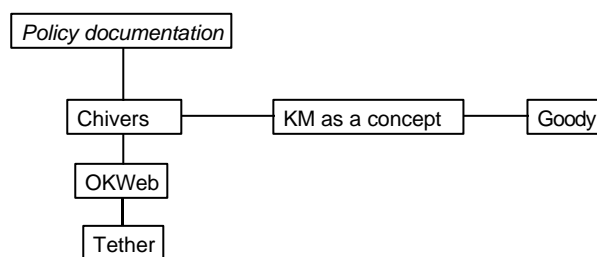 Policy documentation
Chivers
KM as a concept
Goody
OKWeb
Tether